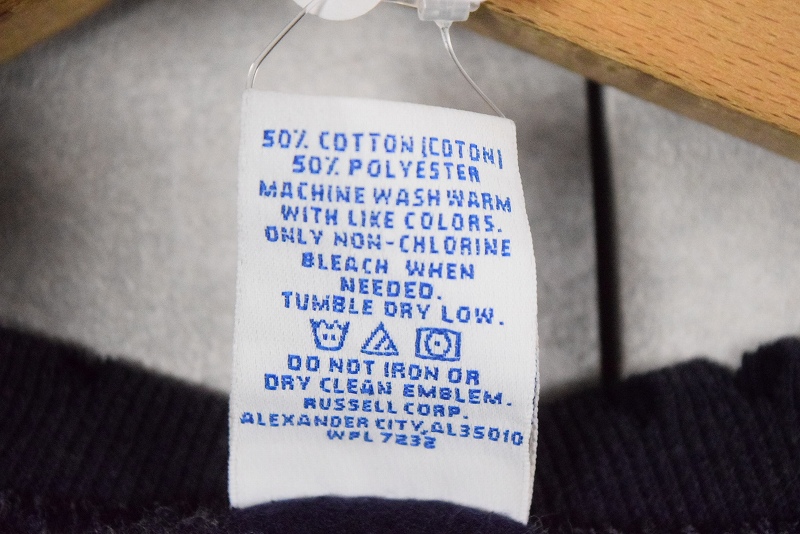 50% COTTON (COTON)
50% POLYESTER
MACHINE WASH WARM
WITH LIKE COLORS.
ONLY NON-CHLORINE
BLEACH WHEN
NEEDED.
TUMBLE DRY LOW.
DO NOT IRON OR
DRY CLEAN EMBLEM.
RUSSELL CORP.
ALEXANDER CITY, AL35010
WPL 7232